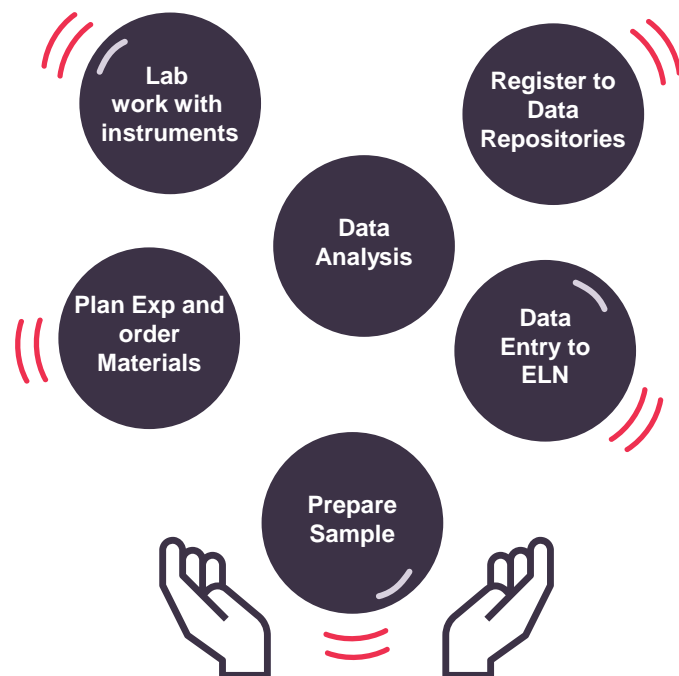 Lab
work with
instruments
Register to
Data
Repositories
Data
Analysis
Plan Exp and
order
Materials
Data
Entry to
ELN
Prepare
Sample